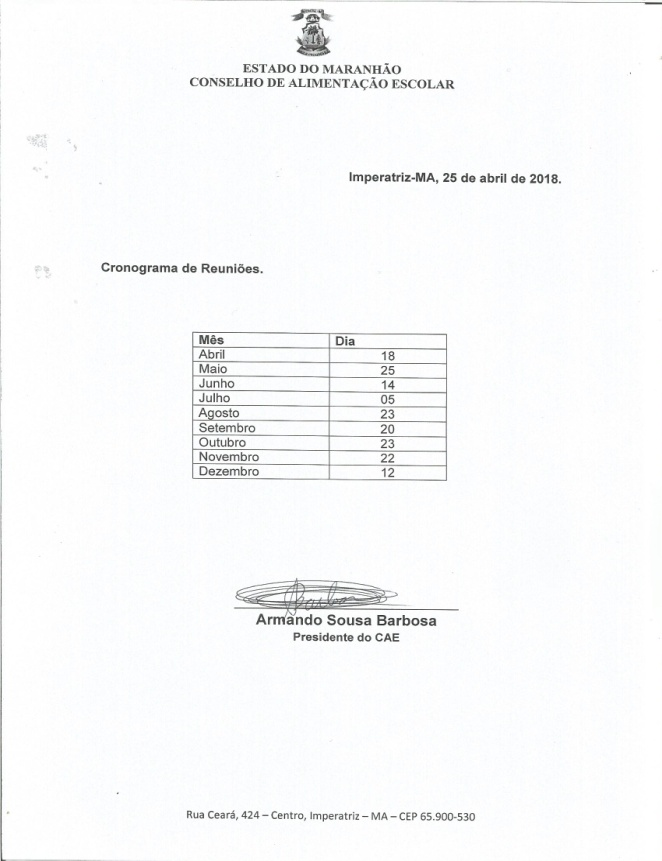 ESTADO DO MARANHÃO
CONSELHO DE ALIMENTAÇÃO ESCOLAR
Imperatriz-MA, 25 de abril de 2018.
Cronograma de Reuniões.
Mês Dia
Abril 18
Maio 25
Junho 14
Julho 05
Agosto 23
Setembro 20
Outubro 23
Novembro 22
Dezembro 12
Armando Sousa Barbosa
Presidente do CAE
Rua Ceará, 424 – Centro, Imperatriz – MA – CEP 65.900-530